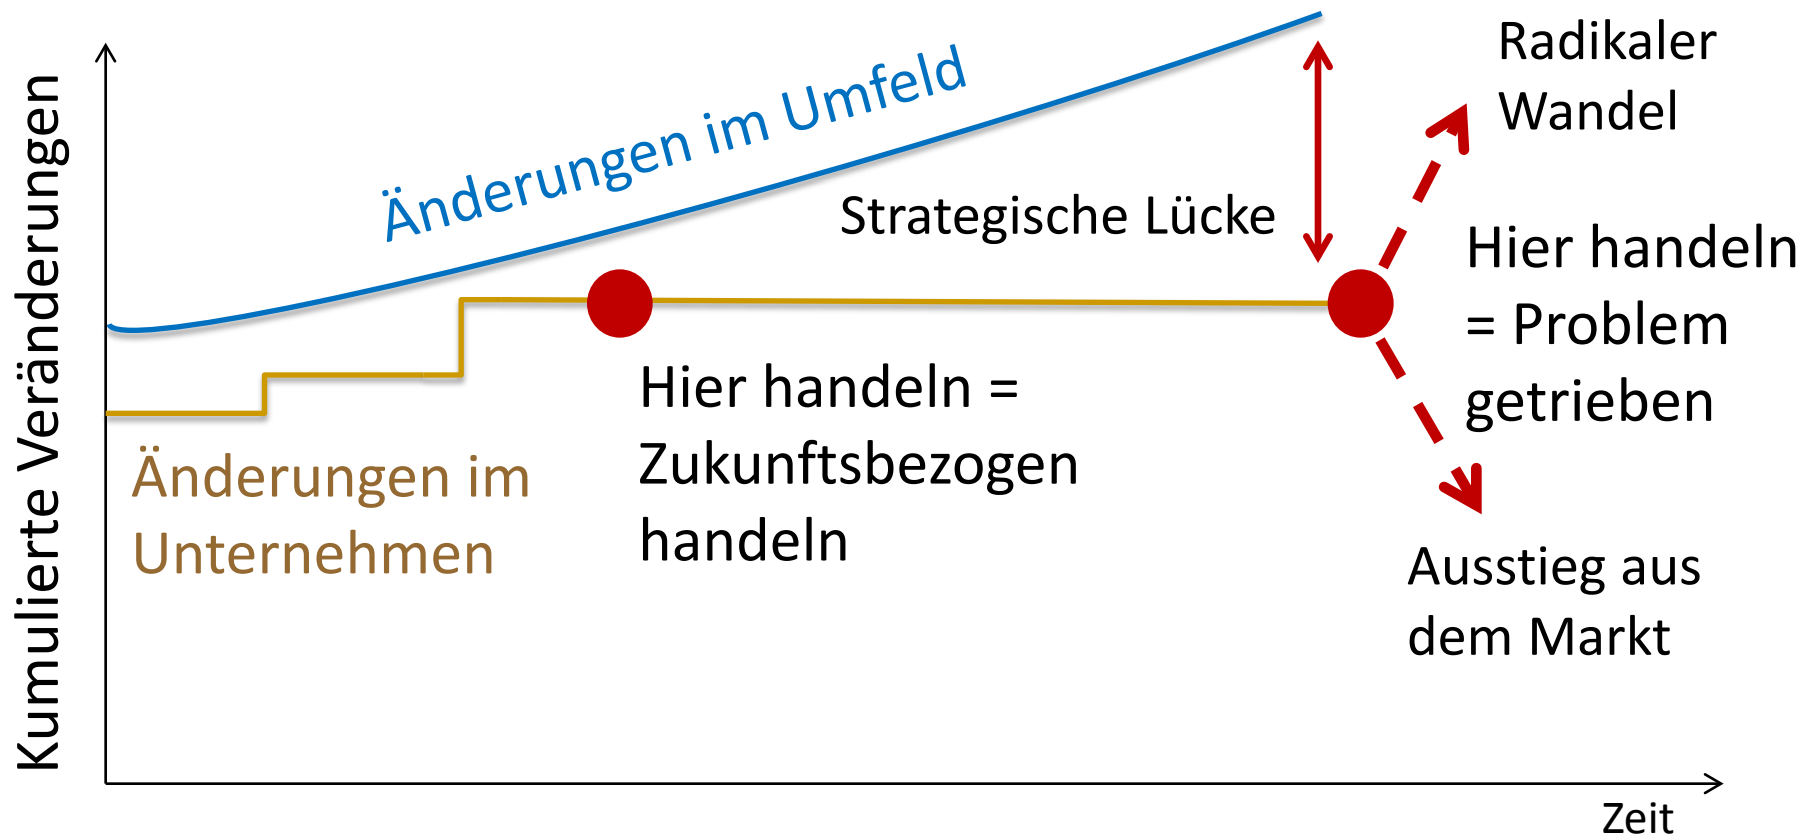 Kumulierte Veränderungen
Änderungen im Umfeld
Radikaler
Wandel
Strategische Lücke
Hier handeln
= Problem
getrieben
Hier handeln =
Zukunftsbezogen
handeln
Änderungen im
Unternehmen
Ausstieg aus
dem Markt
Zeit